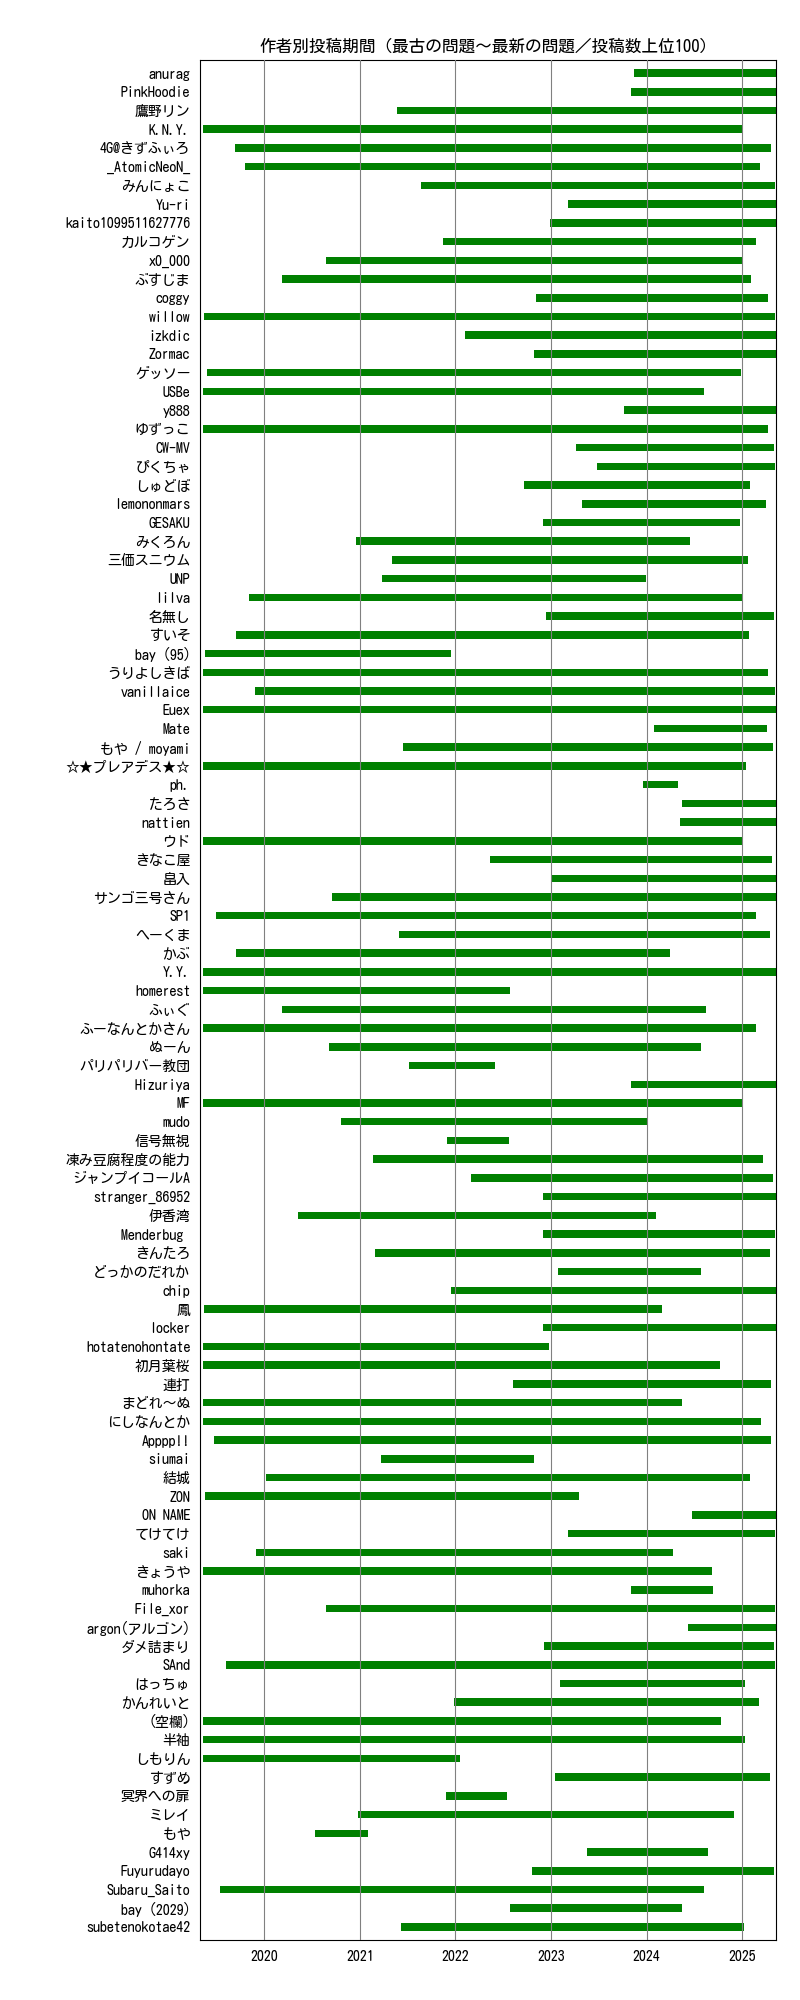 作者別投稿期間（最古の問題～最新の問題／投稿数上位100）
anurag
PinkHoodie
鷹野リン
K.N.Y.
4G@きずふぃろ
_AtomicNeoN_
みんにょこ
Yu-ri
kaito1099511627776
カルコゲン
x0_000
ぶすじま
coggy
willow
izkdic
Zormac
ゲッソー
USBe
y888
ゆずっこ
CW-MV
ぴくちゃ
しゅどぼ
lemononmars
GESAKU
みくろん
三価スニウム
UNP
lilva
名無し
すいそ
bay (95)
うりよしきば
vanillaice
Euex
Mate
もや / moyami
☆★プレアデス★☆
ph.
たろさ
nattien
ウド
きなこ屋
畠入
サンゴ三号さん
SP1
へーくま
かぶ
Y.Y.
homerest
ふぃぐ
ふーなんとかさん
ぬーん
パリパリバー教団
Hizuriya
MF
mudo
信号無視
凍み豆腐程度の能力
ジャンプイコールA
stranger_86952
伊香湾
Menderbug
きんたろ
どっかのだれか
chip
鳳
locker
hotatenohontate
初月葉桜
連打
まどれ～ぬ
にしなんとか
Appppll
siumai
結城
ZON
ON NAME
てけてけ
saki
きょうや
muhorka
File_xor
argon(アルゴン)
ダメ詰まり
SAnd
はっちゅ
かんれいと
(空欄)
半袖
しもりん
すずめ
冥界への扉
ミレイ
もや
G414xy
Fuyurudayo
Subaru_Saito
bay (2029)
subetenokotae42
2020 2021 2022 2023 2024 2025